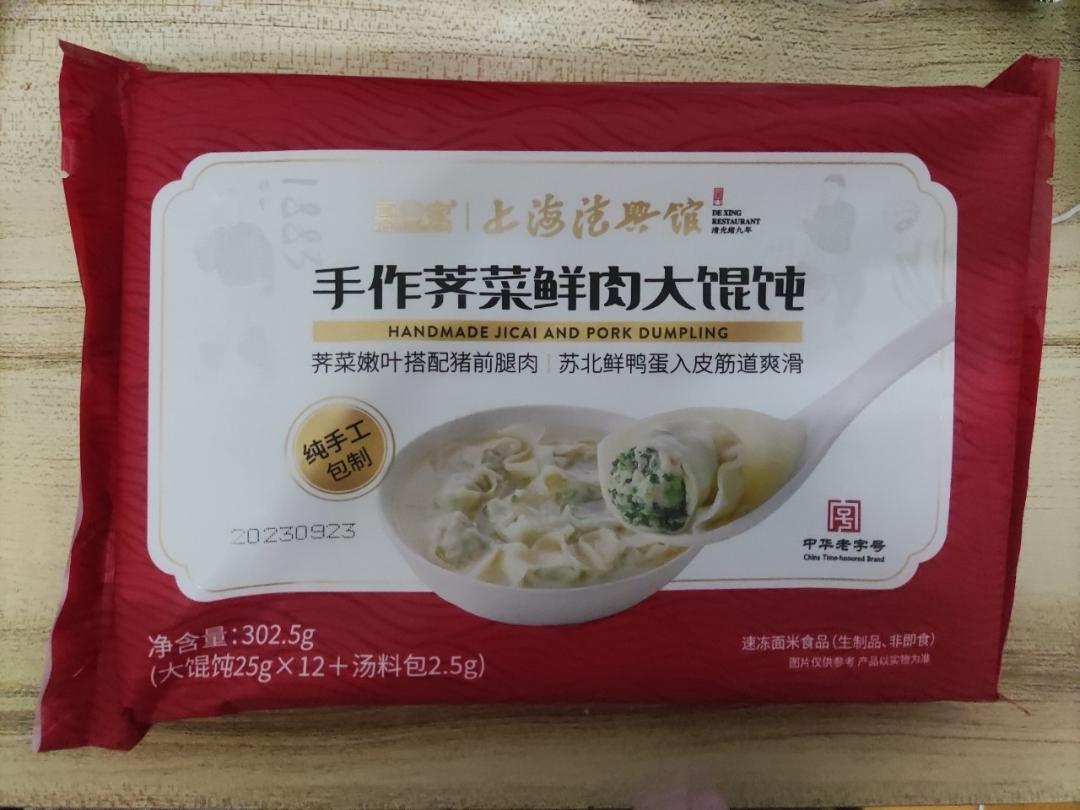 上海德興馆
DE XING
RESTAURANT
清光绪九年
手作荠菜鲜肉大馄饨
HANDMADE JICAI AND PORK DUMPLING
荠菜嫩叶搭配猪前腿肉 | 苏北鲜鸭蛋入皮筋道爽滑
纯手工
包制
20230923
中华老字号
China Time-honoured Brand
净含量:302.5g
(大馄饨25g×12+汤料包2.5g)
速冻面米食品(生制品、非即食)
图片仅供参考 产品以实物为准